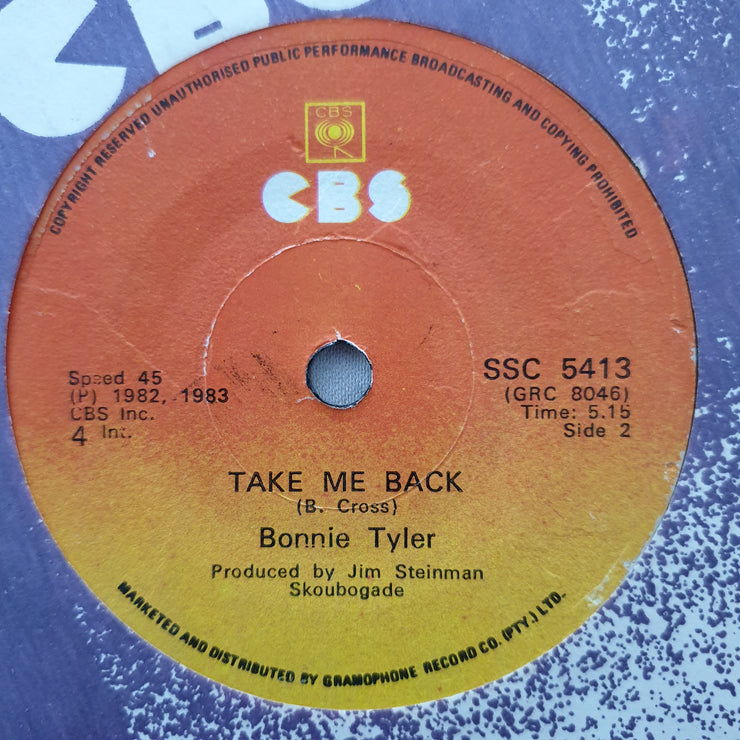 CBS
COPYRIGHT RESERVED UNAUTHORISED PUBLIC PERFORMANCE BROADCASTING AND COPYING PROHIBITED
CBS
CBS
Speed 45
(P) 1982, 1983
CBS Inc.
4 Int.
SSC 5413
(GRC 8046)
Time: 5.15
Side 2
TAKE ME BACK
(B. Cross)
Bonnie Tyler
Produced by Jim Steinman
Skoubogade
MARKETED AND DISTRIBUTED BY GRAMOPHONE RECORD CO. (PTY.) LTD.